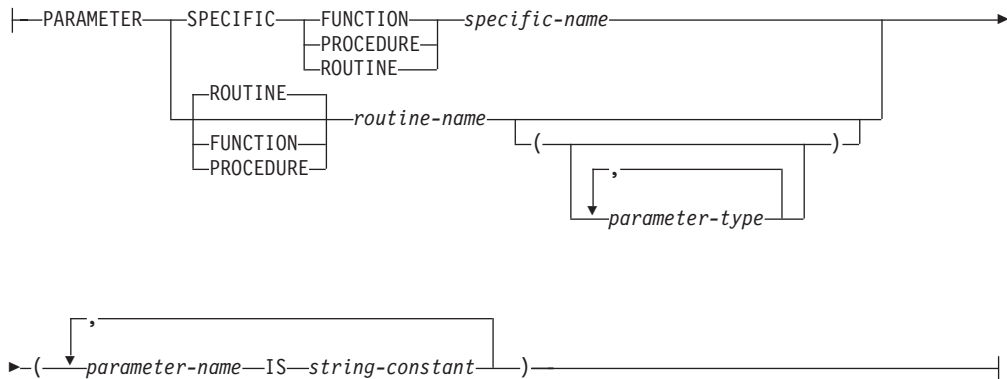 PARAMETER SPECIFIC FUNCTION specific-name
PROCEDURE
ROUTINE
ROUTINE
routine-name
FUNCTION
PROCEDURE
( )
,
parameter-type
,
( parameter-name IS string-constant )